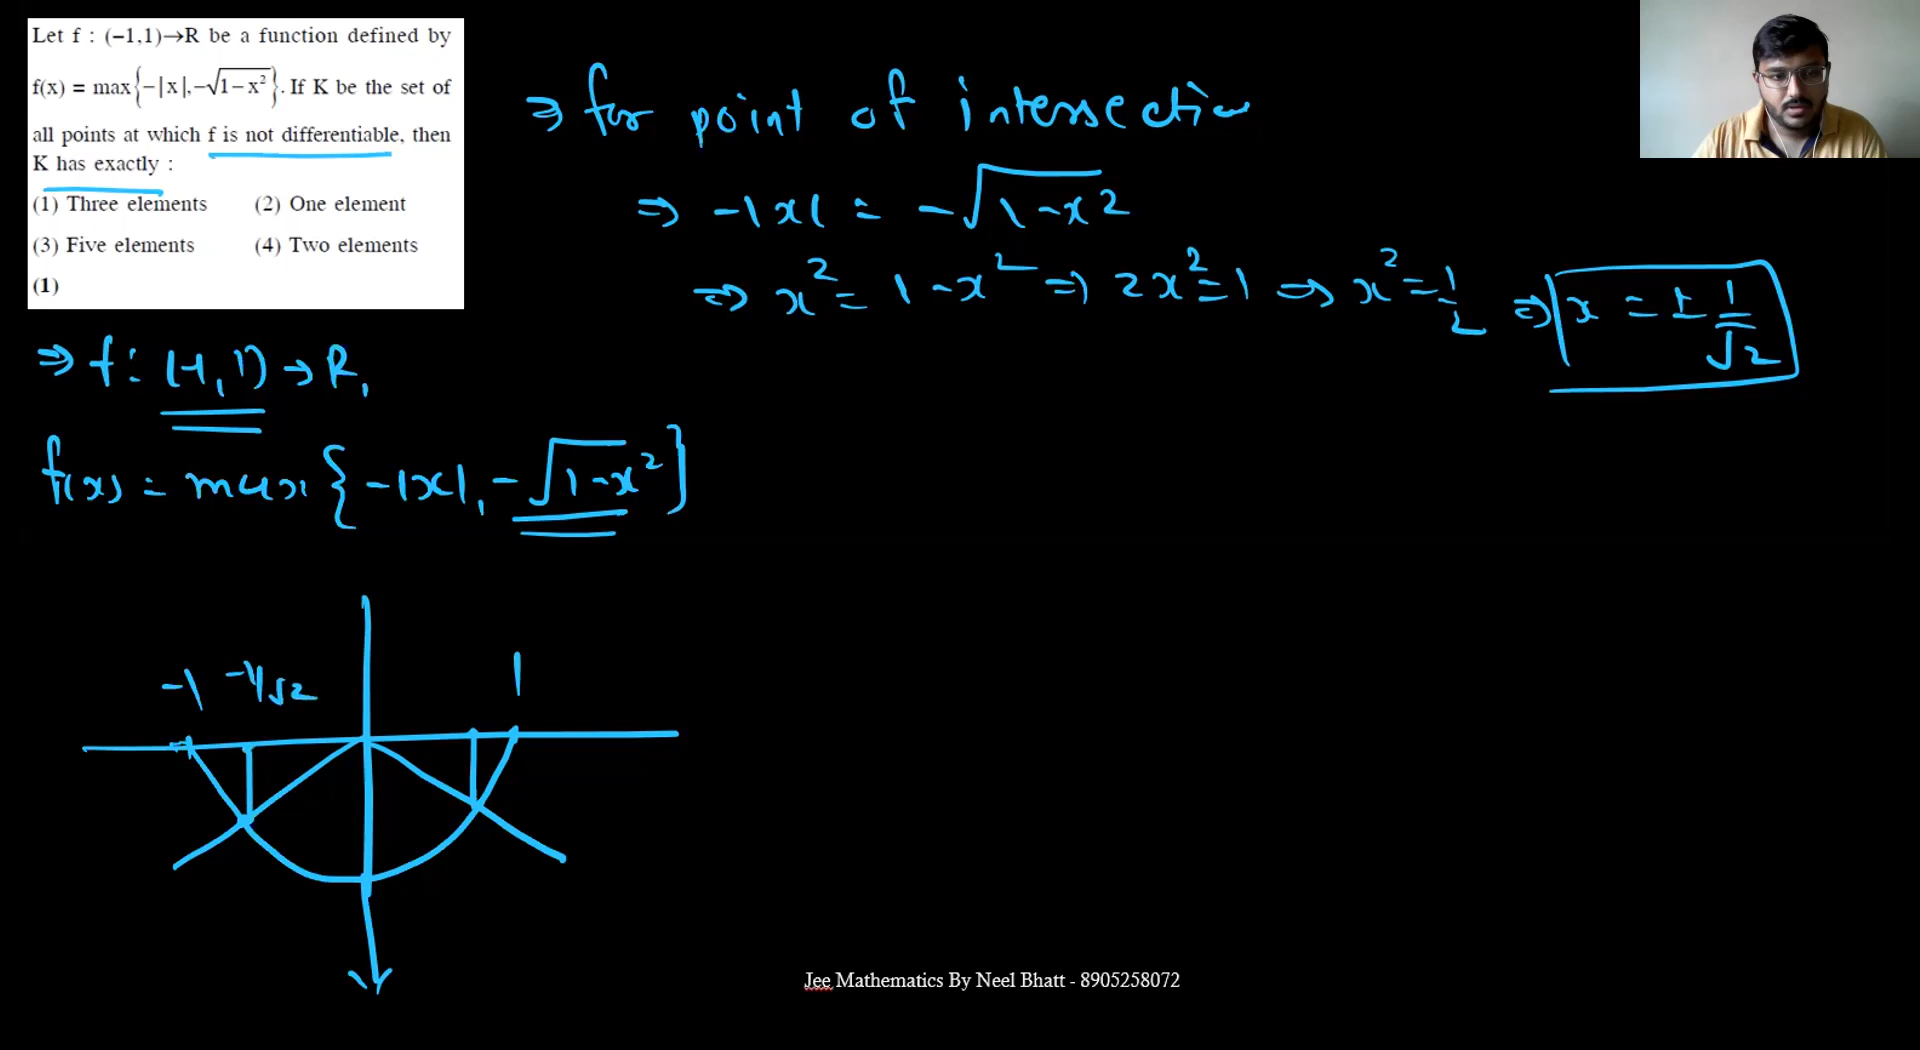 Let f : (−1,1)→R be a function defined by
f(x) = max{−|x|,−√(1−x²)}. If K be the set of
all points at which f is not differentiable, then
K has exactly :
(1) Three elements (2) One element
(3) Five elements (4) Two elements
(1)
⇒ for point of intersection
⇒ -|x| = -√(1-x²)
⇒ x² = 1-x² ⇒ 2x² = 1 ⇒ x² = 1/2 ⇒ x = ± 1/√2
⇒ f: (-1,1) → R,
f(x) = max { -|x|, -√(1-x²) }
-1 -1/√2 1
Jee Mathematics By Neel Bhatt - 8905258072